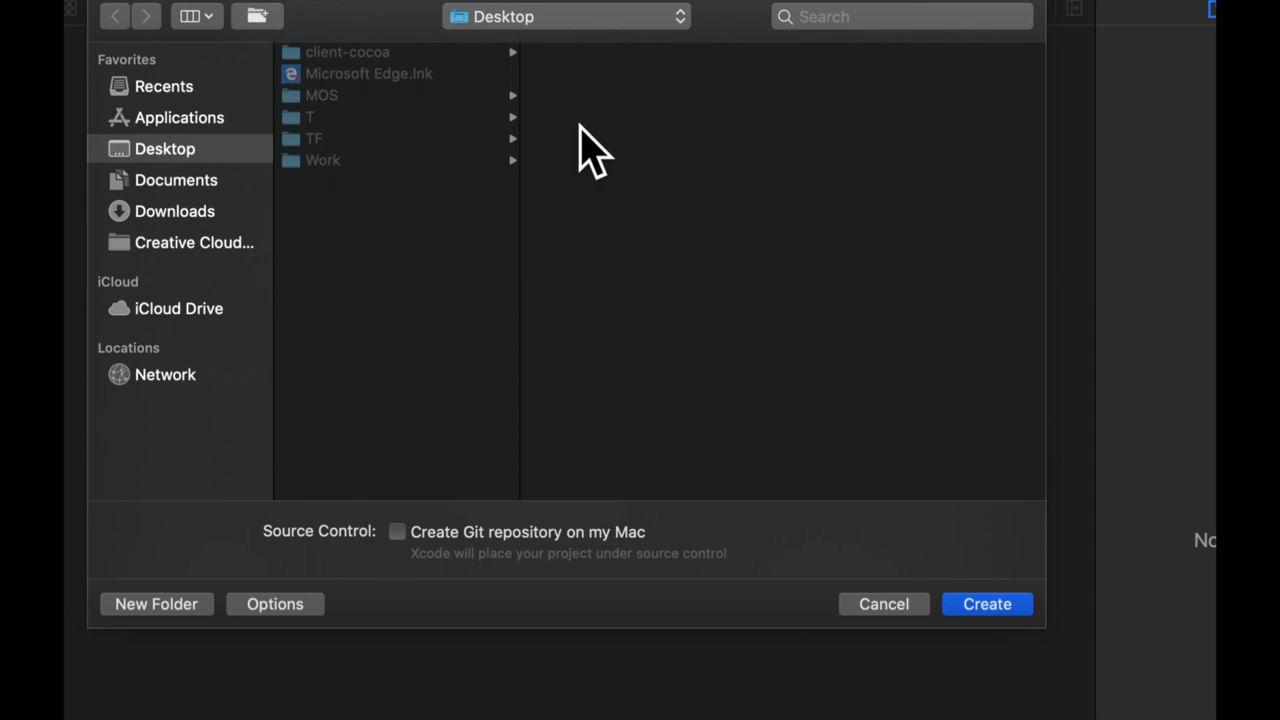 Desktop
Search
Favorites
Recents
Applications
Desktop
Documents
Downloads
Creative Cloud...
iCloud
iCloud Drive
Locations
Network
client-cocoa
Microsoft Edge.lnk
MOS
T
TF
Work
Source Control: Create Git repository on my Mac
Xcode will place your project under source control
New Folder
Options
Cancel
Create
No